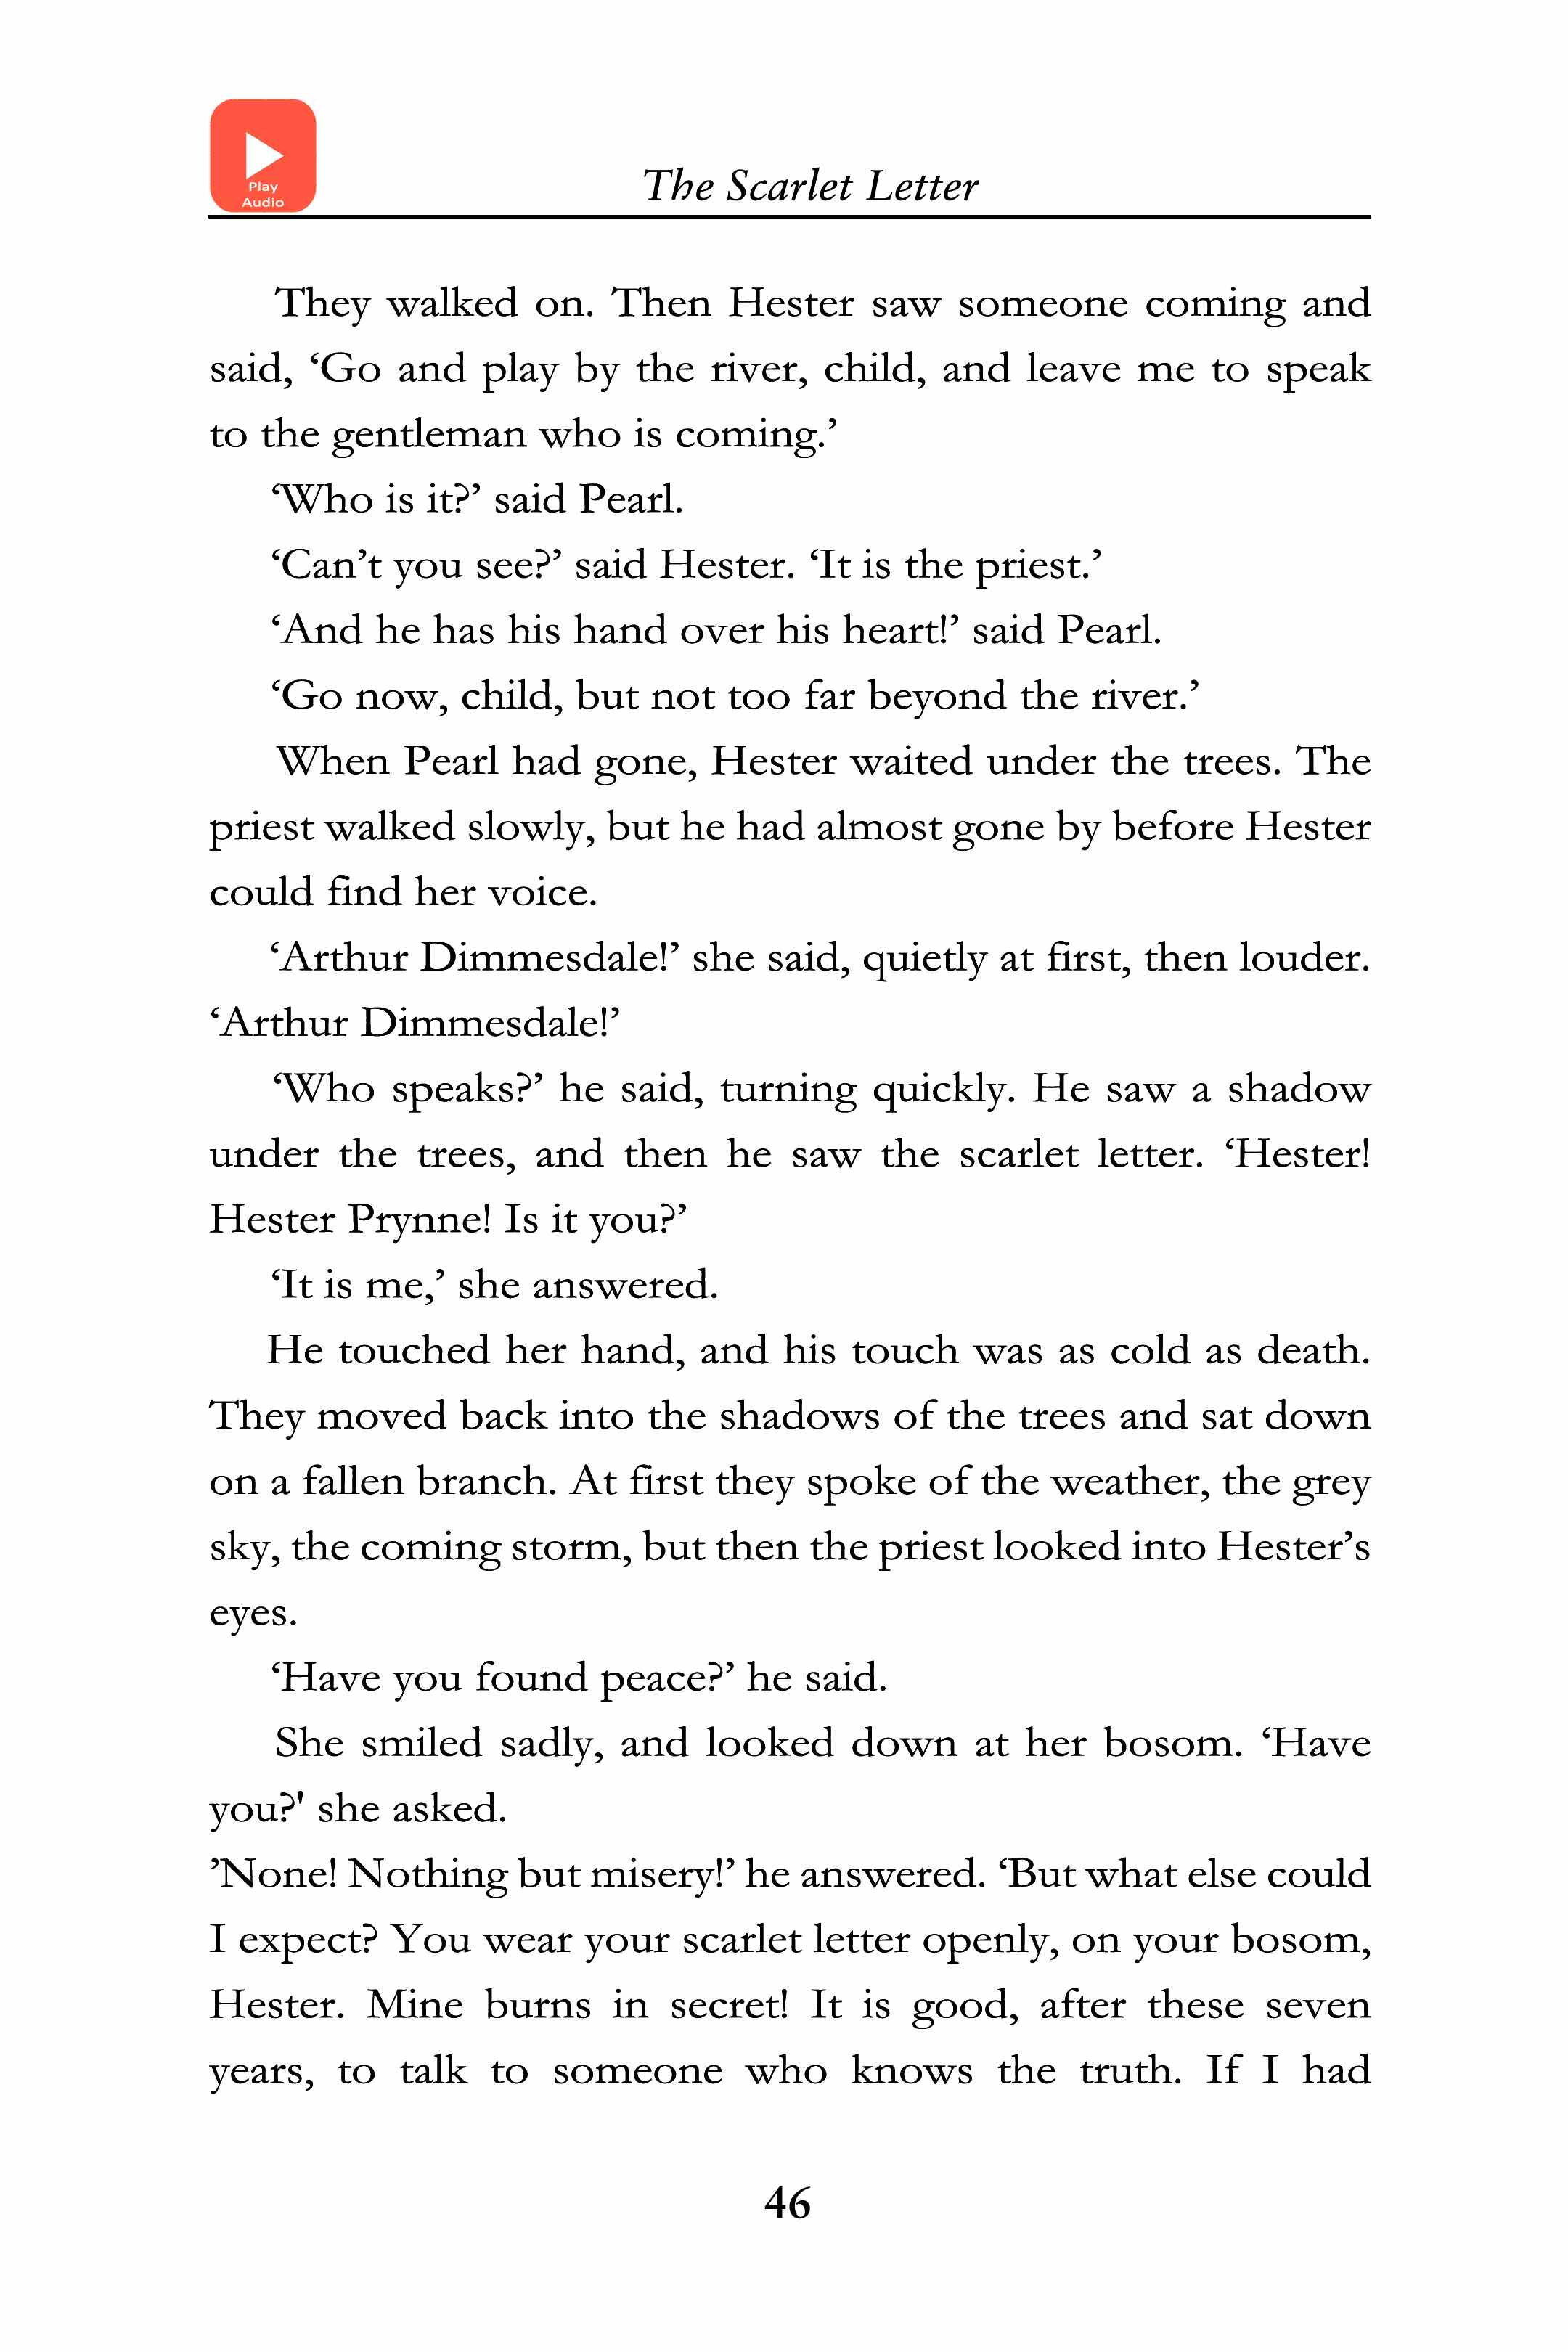 Play
Audio
The Scarlet Letter
They walked on. Then Hester saw someone coming and
said, ‘Go and play by the river, child, and leave me to speak
to the gentleman who is coming.’
‘Who is it?’ said Pearl.
‘Can’t you see?’ said Hester. ‘It is the priest.’
‘And he has his hand over his heart!’ said Pearl.
‘Go now, child, but not too far beyond the river.’
When Pearl had gone, Hester waited under the trees. The
priest walked slowly, but he had almost gone by before Hester
could find her voice.
‘Arthur Dimmesdale!’ she said, quietly at first, then louder.
‘Arthur Dimmesdale!’
‘Who speaks?’ he said, turning quickly. He saw a shadow
under the trees, and then he saw the scarlet letter. ‘Hester!
Hester Prynne! Is it you?’
‘It is me,’ she answered.
He touched her hand, and his touch was as cold as death.
They moved back into the shadows of the trees and sat down
on a fallen branch. At first they spoke of the weather, the grey
sky, the coming storm, but then the priest looked into Hester’s
eyes.
‘Have you found peace?’ he said.
She smiled sadly, and looked down at her bosom. ‘Have
you?' she asked.
’None! Nothing but misery!’ he answered. ‘But what else could
I expect? You wear your scarlet letter openly, on your bosom,
Hester. Mine burns in secret! It is good, after these seven
years, to talk to someone who knows the truth. If I had
46